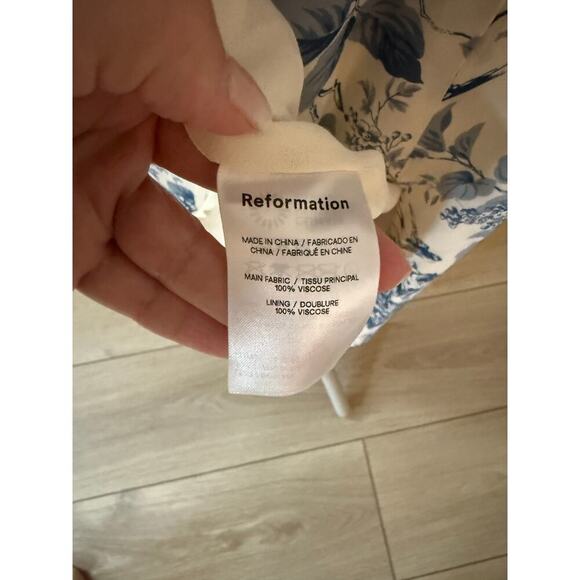 Reformation
MADE IN CHINA / FABRICADO EN
CHINA / FABRIQUÉ EN CHINE
MAIN FABRIC / TISSU PRINCIPAL
100% VISCOSE
LINING / DOUBLURE
100% VISCOSE